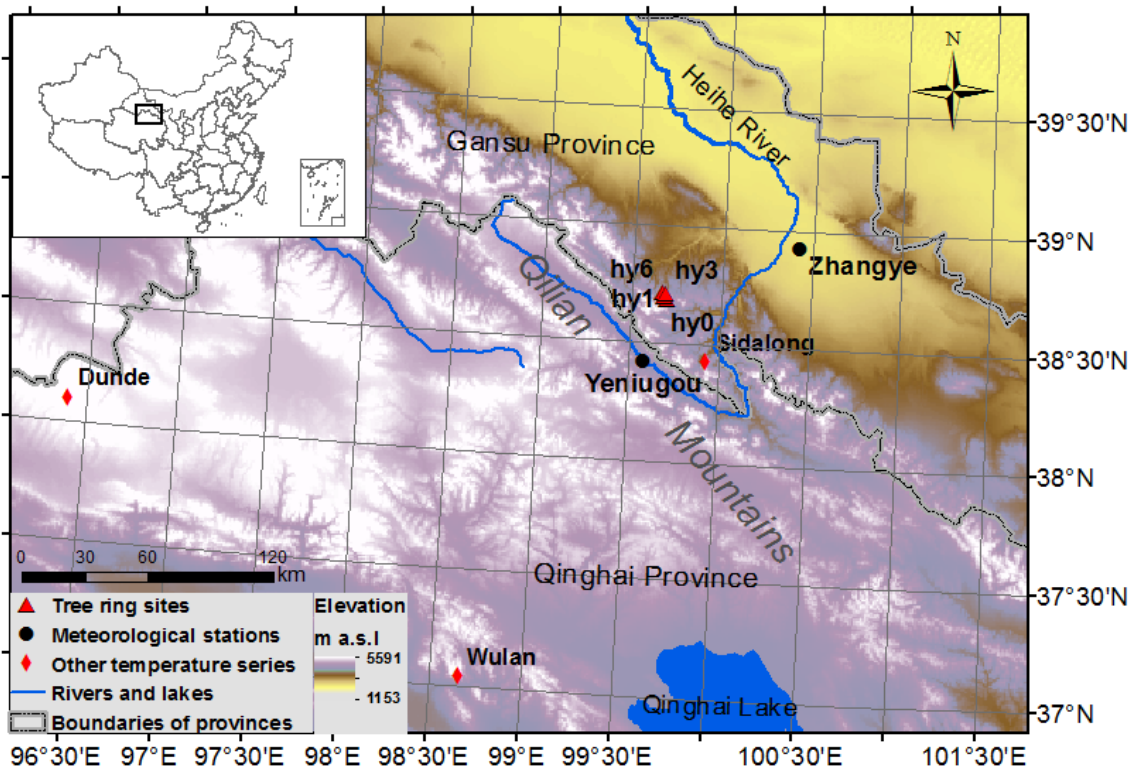 N
Heihe River
39°30'N
Gansu Province
39°N
Zhangye
hy6 hy3
Qilian
hy1
hy0
Sidalong
38°30'N
Dunde
Yeniugou
Mountains
38°N
0 30 60 120
km
Qinghai Province
37°30'N
Tree ring sites
Meteorological stations
Other temperature series
Rivers and lakes
Boundaries of provinces
Elevation
m a.s.l
5591
1153
Wulan
Qinghai Lake
37°N
96°30'E 97°E 97°30'E 98°E 98°30'E 99°E 99°30'E 100°30'E 101°30'E